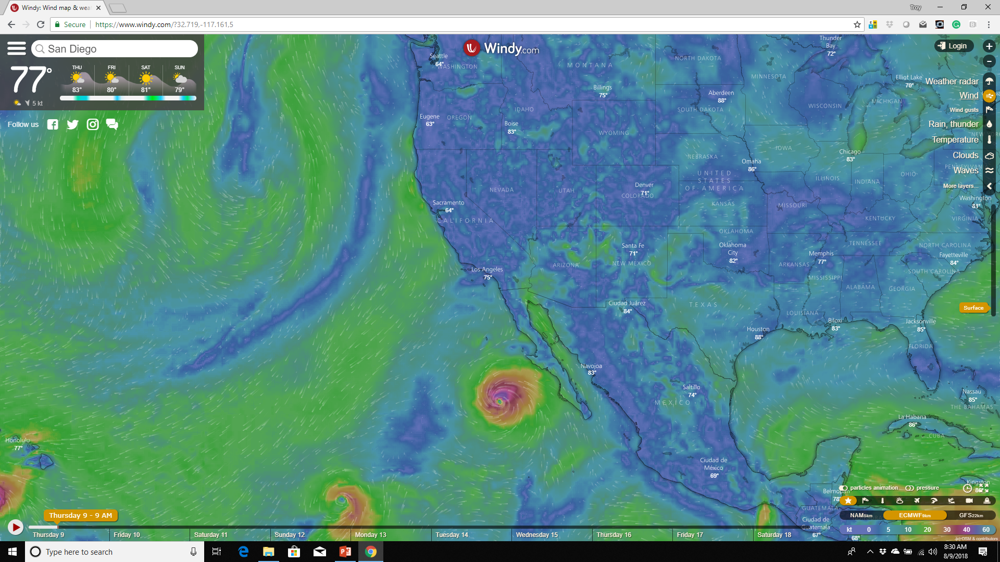 Windy: Wind map & wea
Troy
Secure
https://www.windy.com/?32.719,-117.161,5
San Diego
77°
THU FRI SAT SUN
83° 80° 81° 79°
5 kt
Follow us
Windy.com
Login
Weather radar
Wind
Wind gusts
Rain, thunder
Temperature
Clouds
Waves
More layers...
Surface
Seattle
64°
WASHINGTON
MONTANA
NORTH DAKOTA
Thunder
Bay
72°
MINNESOTA
Elliot Lake
70°
Billings
75°
Aberdeen
88°
SOUTH DAKOTA
WISCONSIN
MICHIGAN
Eugene
63°
OREGON
IDAHO
Boise
83°
WYOMING
NEBRASKA
IOWA
Omaha
86°
Chicago
83°
UNITED
STATES
OF AMERICA
ILLINOIS
INDIANA
OHIO
PENNSYLVAN
NEVADA
UTAH
Denver
71°
COLORADO
KANSAS
MISSOURI
Washington
81°
Sacramento
64°
CALIFORNIA
KENTUCKY
VIRGINIA
OKLAHOMA
Santa Fe
71°
NEW MEXICO
Oklahoma
City
82°
TENNESSEE
NORTH CAROLINA
Memphis
77°
Fayetteville
84°
ARIZONA
ARKANSAS
SOUTH CAROLINA
Los Angeles
75°
MISSISSIPPI
ALABAMA
GEORGIA
Ciudad Juárez
84°
TEXAS
LOUISIANA
Biloxi
83°
Jacksonville
85°
Houston
88°
FLORIDA
Navojoa
83°
Saltillo
74°
MEXICO
Nassau
85°
THE BAHAMAS
La Habana
86°
CUBA
Honolulu
77°
Ciudad de
México
69°
Kingston
86°
Belmopan
78°
GUATEMALA
Ciudad de
Guatemala
67°
68°
particles animation
pressure
NAM5km ECMWF9km GFS22km
kt 0 5 10 20 30 40 60
(c) OSM & contributors
Thursday 9 - 9 AM
Thursday 9 Friday 10 Saturday 11 Sunday 12 Monday 13 Tuesday 14 Wednesday 15 Thursday 16 Friday 17 Saturday 18
Type here to search
8:30 AM
8/9/2018